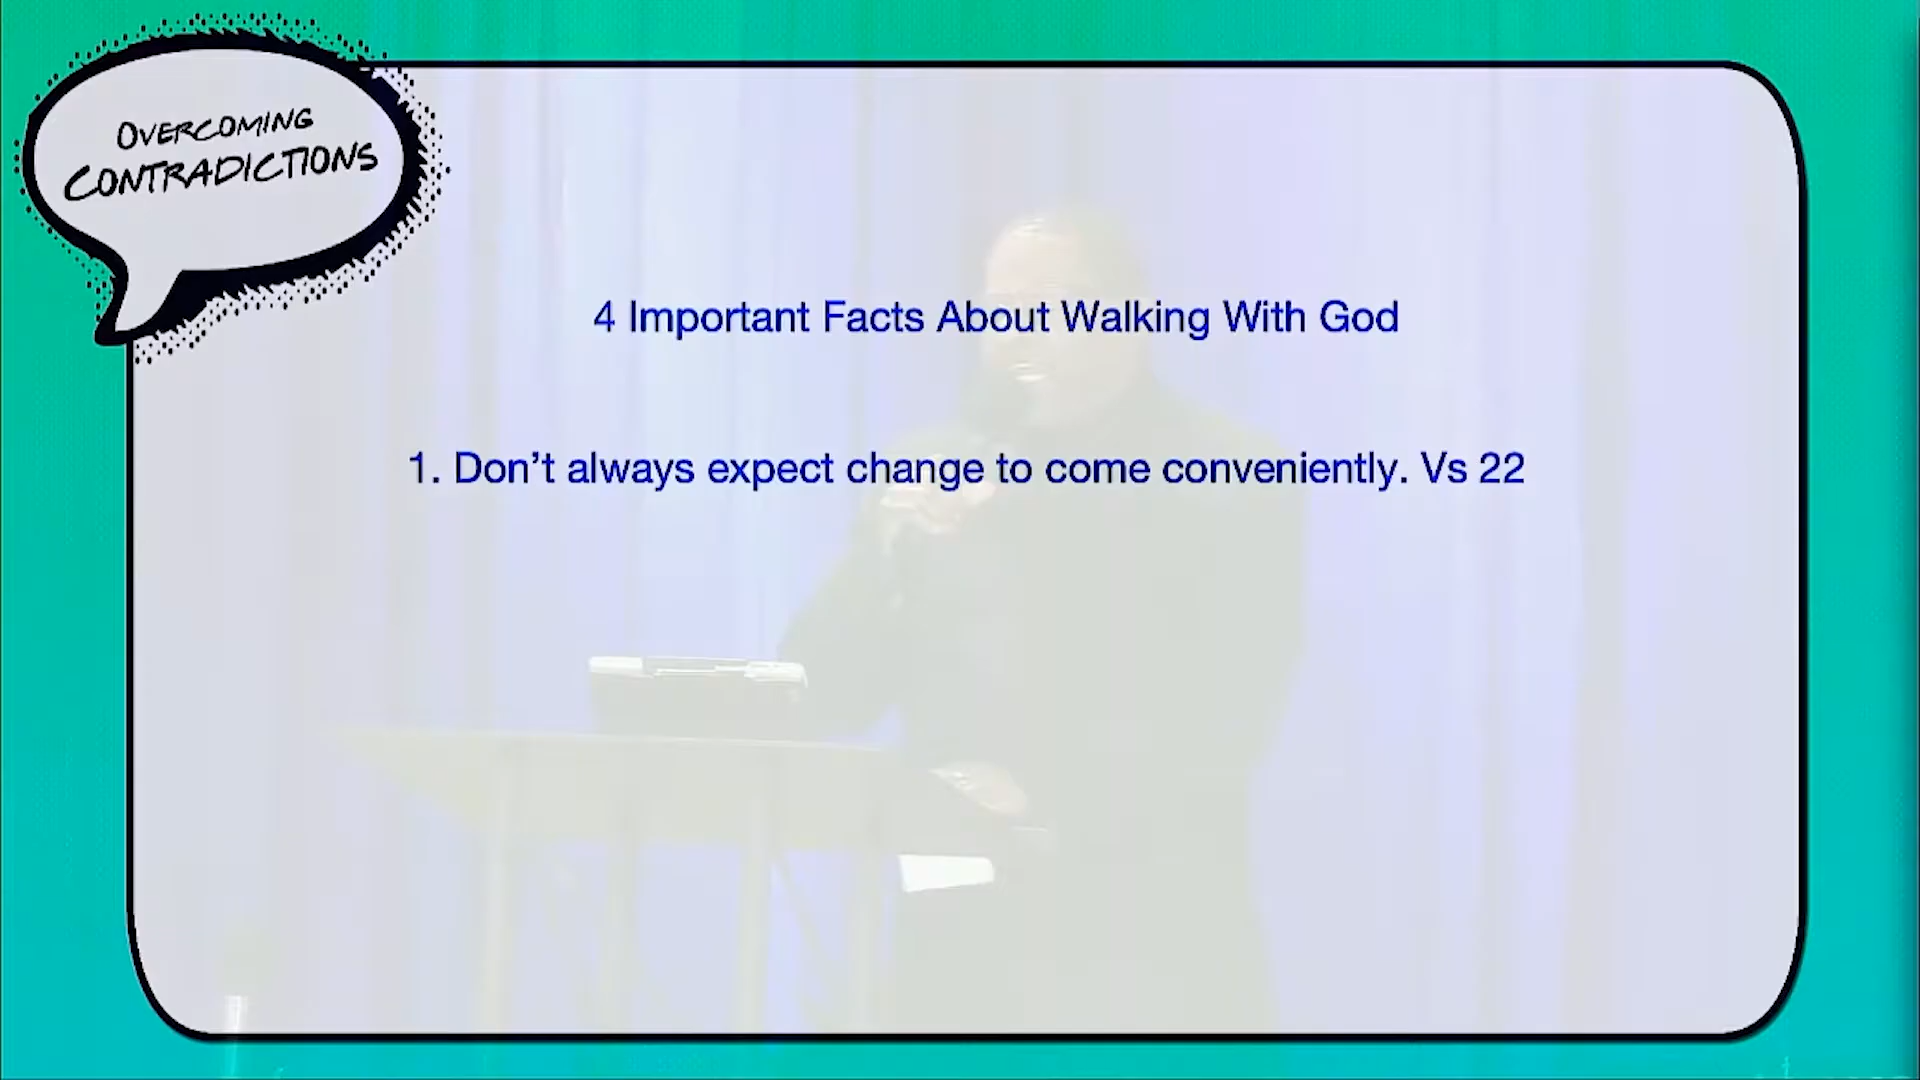 OVERCOMING
CONTRADICTIONS
4 Important Facts About Walking With God
1. Don’t always expect change to come conveniently. Vs 22